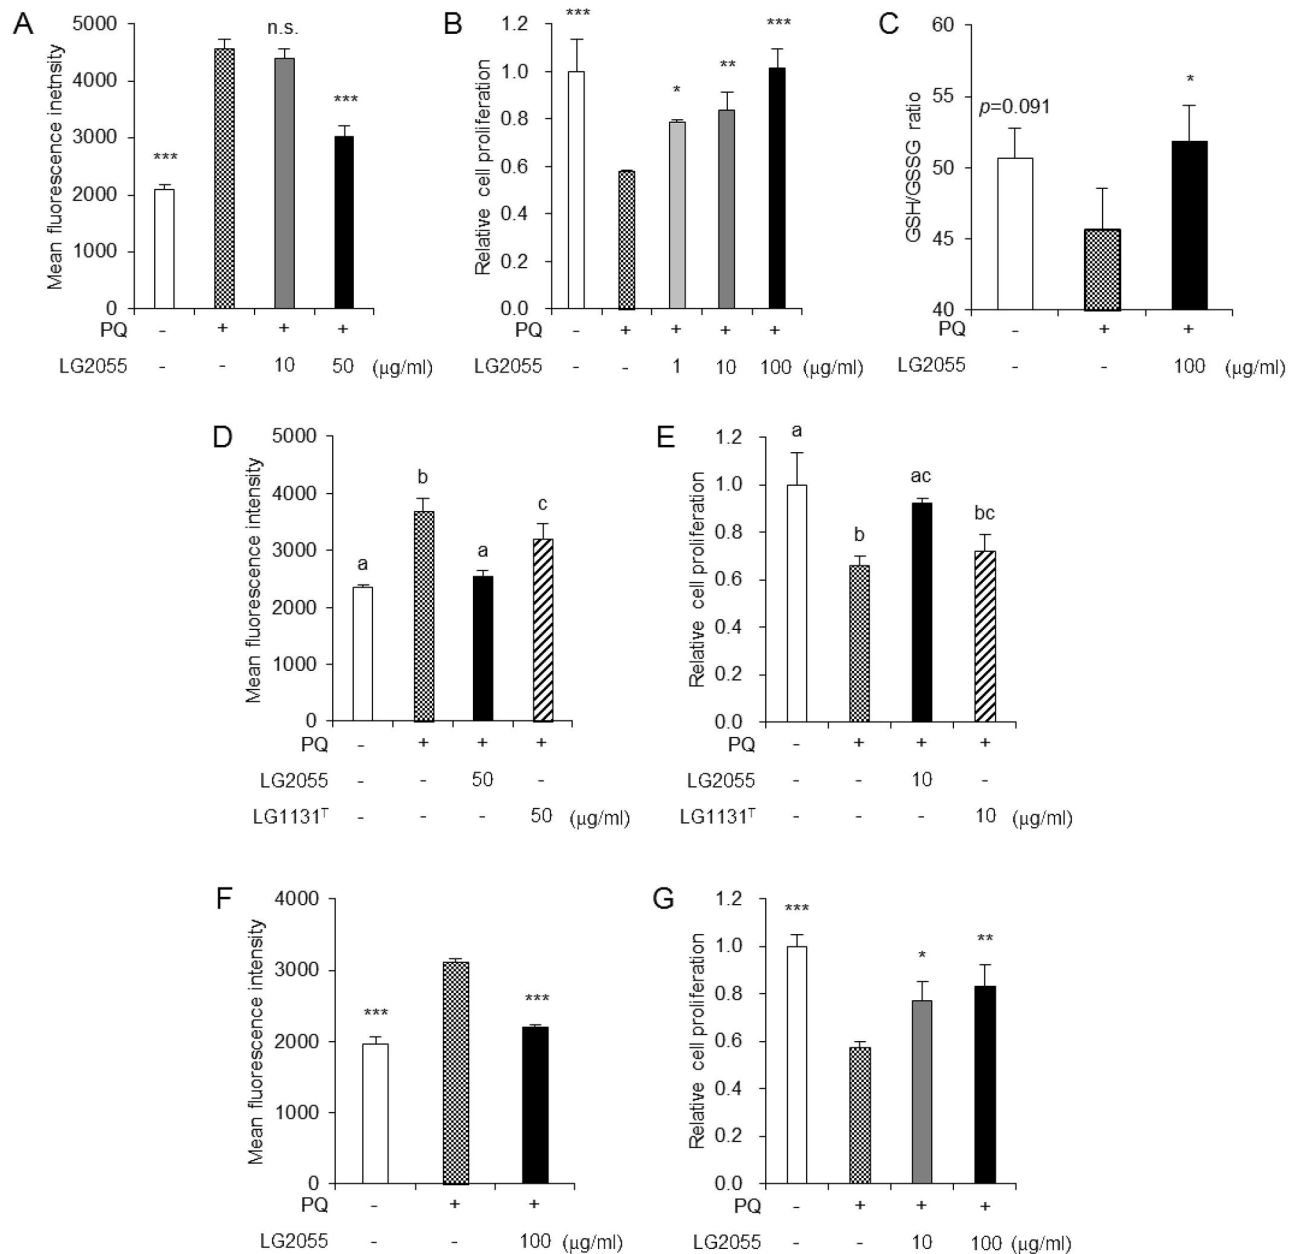 A
Mean fluorescence inetnsity
5000
4000
3000
2000
1000
0
***
n.s.
***
PQ - + + +
LG2055 - - 10 50 (μg/ml)
B
Relative cell proliferation
1.2
1.0
0.8
0.6
0.4
0.2
0.0
***
*
**
***
PQ - + + + +
LG2055 - - 1 10 100 (μg/ml)
C
GSH/GSSG ratio
60
55
50
45
40
p=0.091
*
PQ - + +
LG2055 - - 100 (μg/ml)
D
Mean fluorescence intensity
5000
4000
3000
2000
1000
0
a
b
a
c
PQ - + + +
LG2055 - - 50 -
LG1131ᵀ - - - 50 (μg/ml)
E
Relative cell proliferation
1.2
1.0
0.8
0.6
0.4
0.2
0.0
a
b
ac
bc
PQ - + + +
LG2055 - - 10 -
LG1131ᵀ - - - 10 (μg/ml)
F
Mean fluorescence intensity
4000
3000
2000
1000
0
***
***
PQ - + +
LG2055 - - 100 (μg/ml)
G
Relative cell proliferation
1.2
1.0
0.8
0.6
0.4
0.2
0.0
***
*
**
PQ - + + +
LG2055 - - 10 100 (μg/ml)